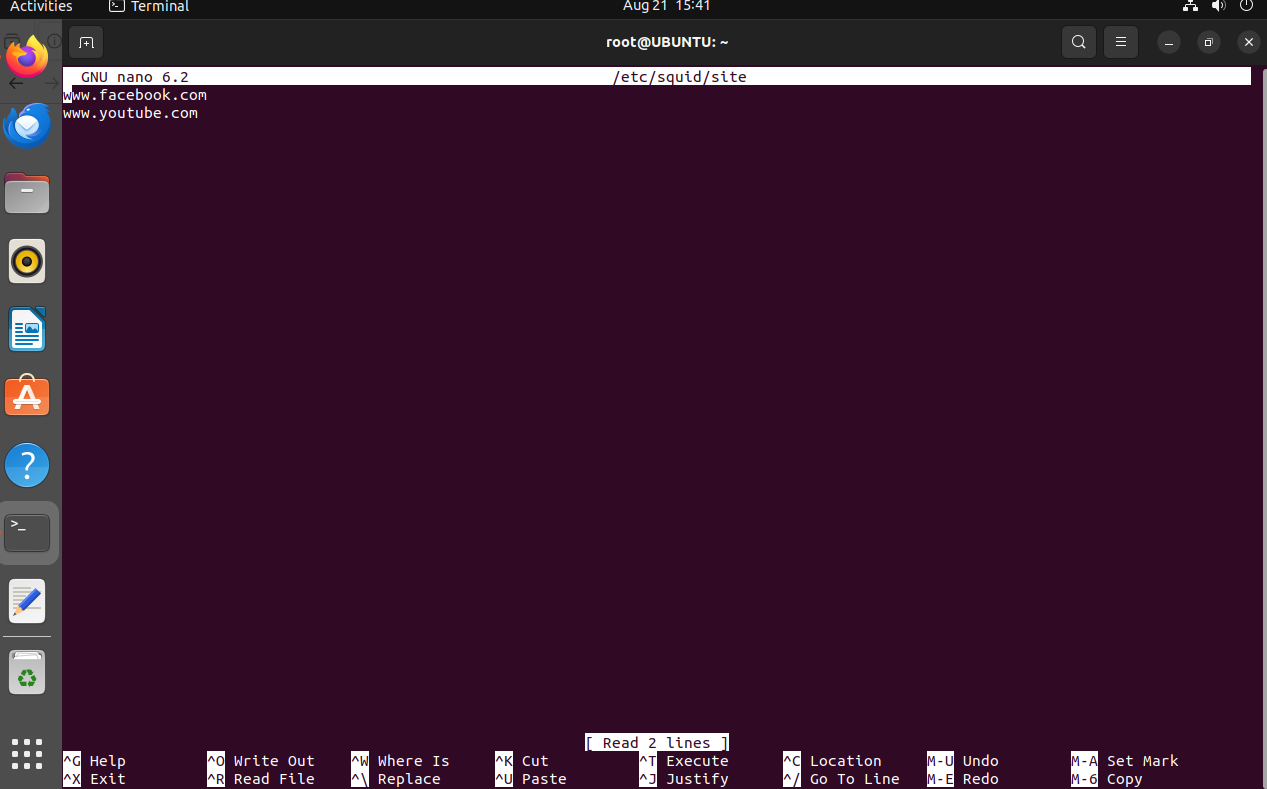 Activities Terminal Aug 21 15:41
root@UBUNTU: ~
GNU nano 6.2 /etc/squid/site
www.facebook.com
www.youtube.com
[ Read 2 lines ]
^G Help ^O Write Out ^W Where Is ^K Cut ^T Execute ^C Location M-U Undo M-A Set Mark
^X Exit ^R Read File ^\ Replace ^U Paste ^J Justify ^/ Go To Line M-E Redo M-6 Copy